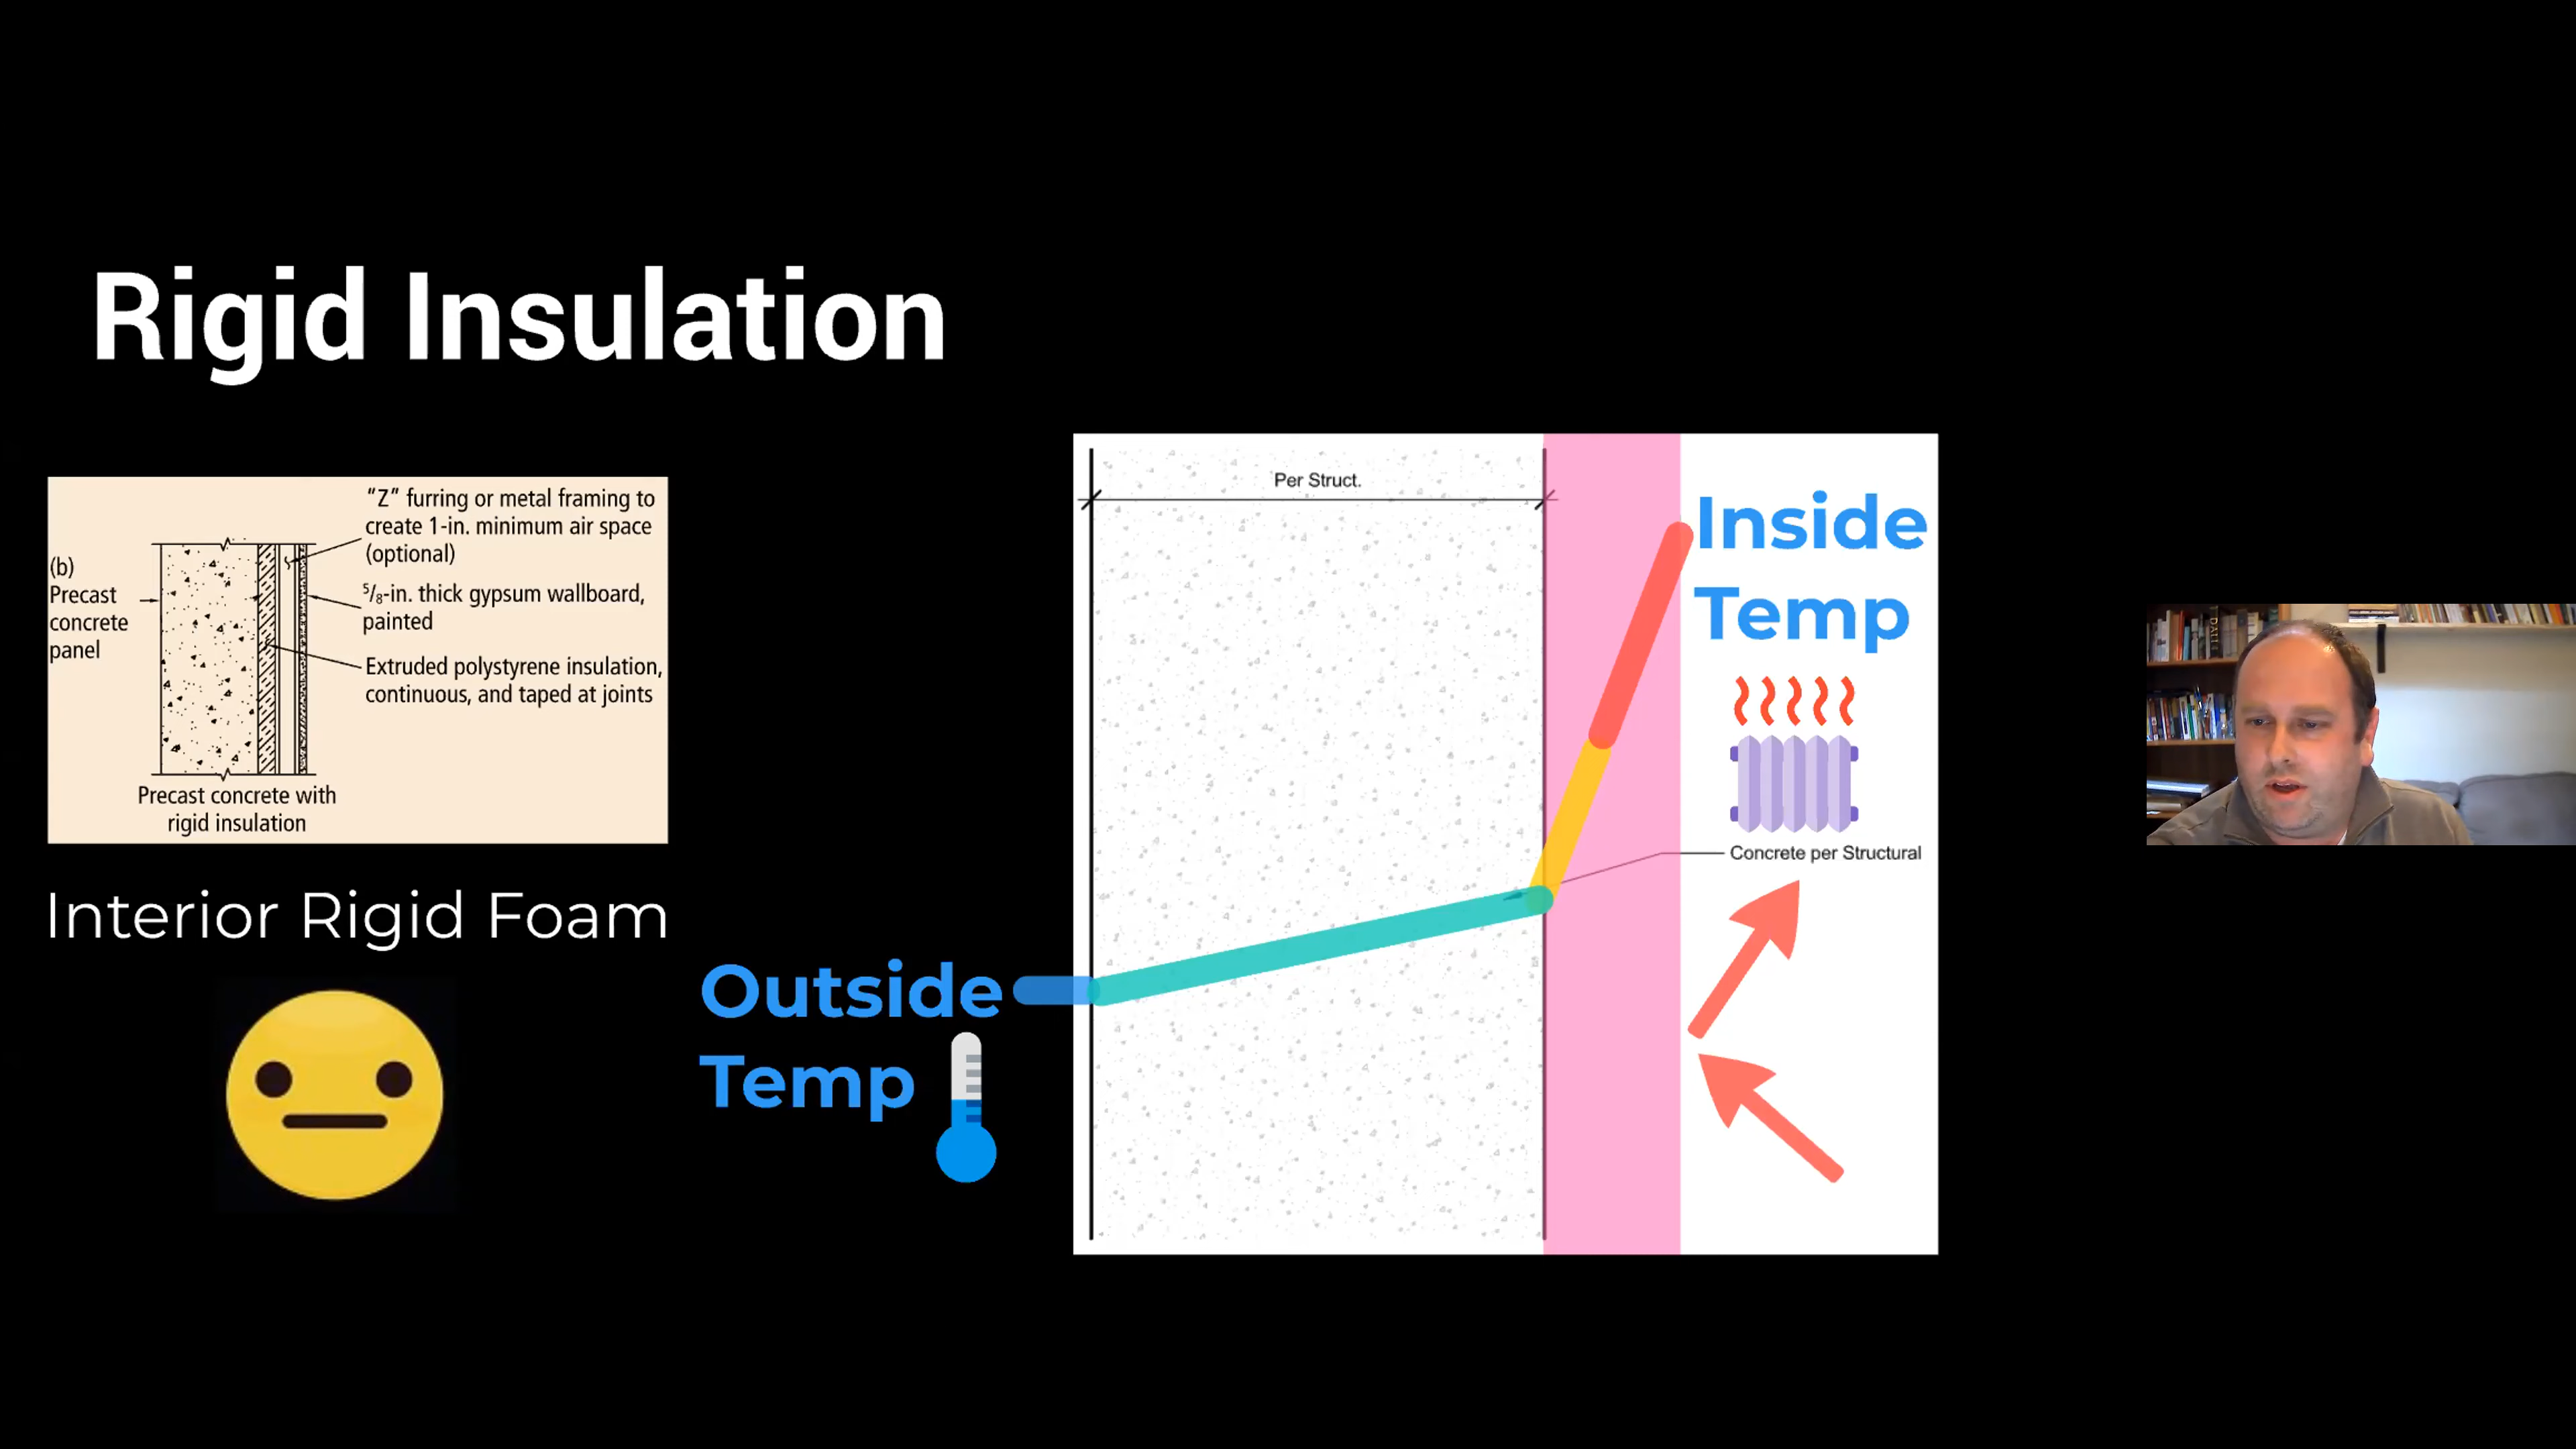 Rigid Insulation
"Z" furring or metal framing to
create 1-in. minimum air space
(optional)
(b)
Precast
concrete
panel
5/8-in. thick gypsum wallboard,
painted
Extruded polystyrene insulation,
continuous, and taped at joints
Precast concrete with
rigid insulation
Interior Rigid Foam
Outside
Temp
Per Struct.
Inside
Temp
Concrete per Structural
DALÍ